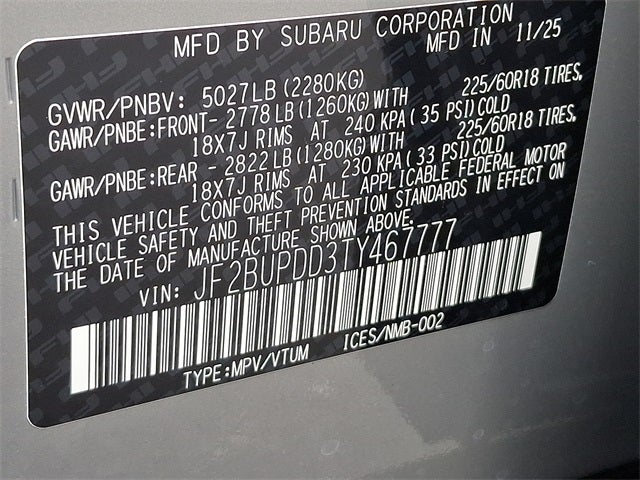 MFD BY SUBARU CORPORATION
MFD IN 11/25
GVWR/PNBV: 5027LB(2280KG)
GAWR/PNBE:FRONT- 2778 LB(1260KG)WITH 225/60R18 TIRES,
18X7J RIMS AT 240 KPA(35 PSI)COLD
GAWR/PNBE:REAR - 2822 LB(1280KG)WITH 225/60R18 TIRES,
18X7J RIMS AT 230 KPA(33 PSI)COLD
THIS VEHICLE CONFORMS TO ALL APPLICABLE FEDERAL MOTOR
VEHICLE SAFETY AND THEFT PREVENTION STANDARDS IN EFFECT ON
THE DATE OF MANUFACTURE SHOWN ABOVE.
VIN: JF2BUPDD3TY467777
ICES/NMB-002
TYPE:MPV/VTUM